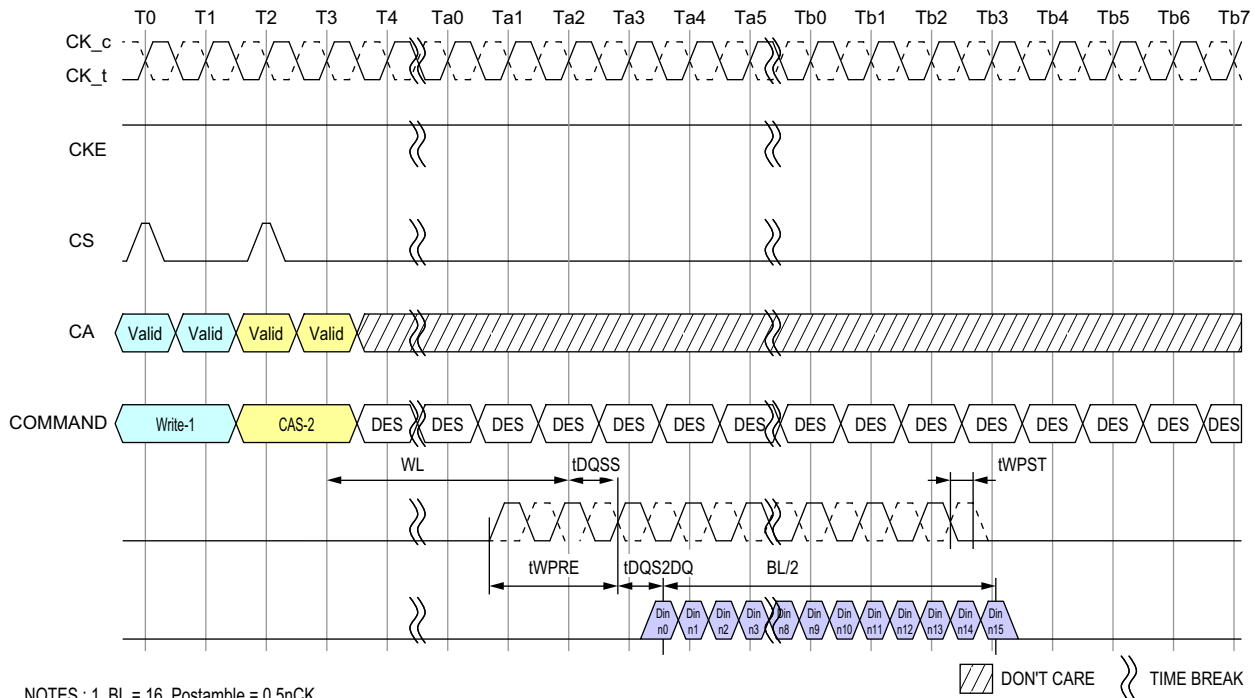 T0 T1 T2 T3 T4 Ta0 Ta1 Ta2 Ta3 Ta4 Ta5 Tb0 Tb1 Tb2 Tb3 Tb4 Tb5 Tb6 Tb7
CK_c
CK_t
CKE
CS
CA Valid Valid Valid Valid
COMMAND Write-1 CAS-2 DES DES DES DES DES DES DES DES DES DES DES DES DES DES DES
WL tDQSS tWPST
tWPRE tDQS2DQ BL/2
Din Din Din Din Din Din Din Din Din Din Din Din
n0 n1 n2 n3 n8 n9 n10 n11 n12 n13 n14 n15
DON'T CARE TIME BREAK
NOTES : 1. BL = 16, Postamble = 0.5nCK